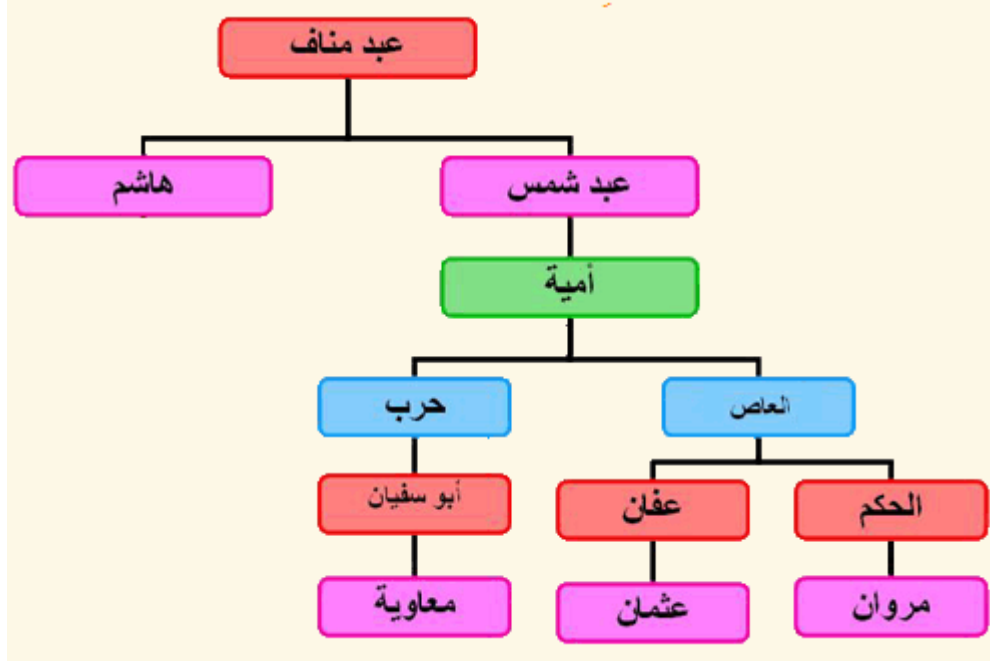 عبد مناف
عبد شمس
هاشم
أمية
العاص
حرب
الحكم
عفان
أبو سفيان
مروان
عثمان
معاوية